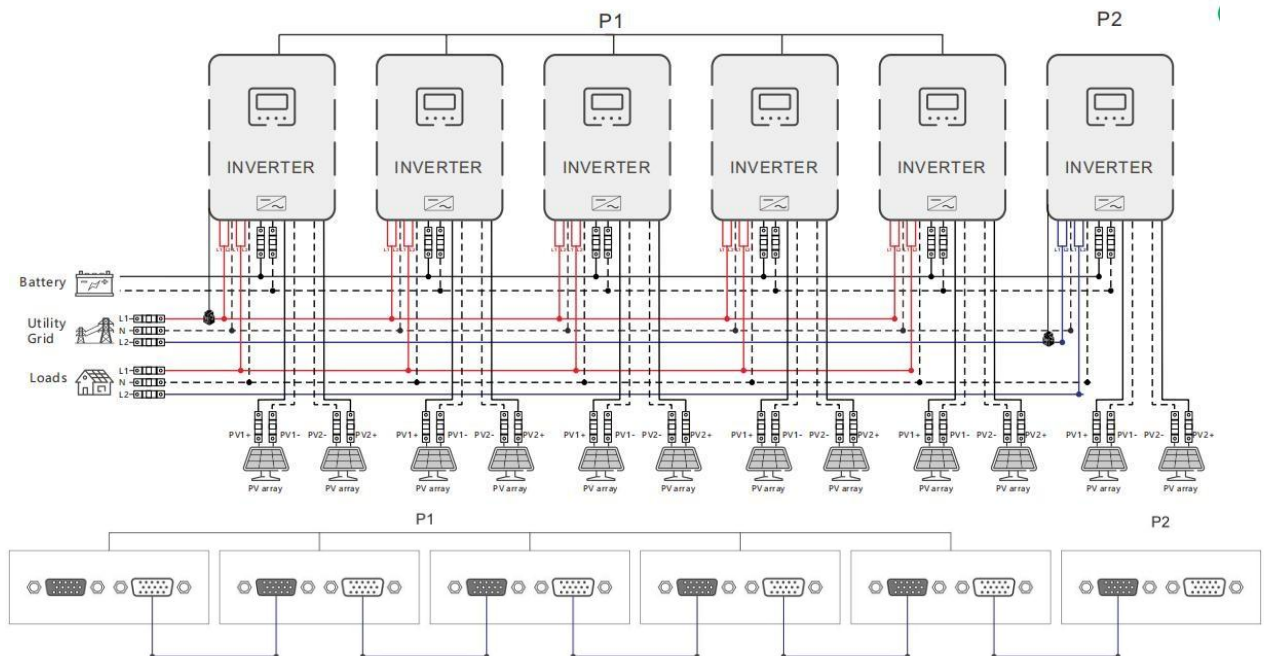 P1 P2
INVERTER INVERTER INVERTER INVERTER INVERTER INVERTER
Battery
Utility
Grid
L1
N
L2
Loads
L1
N
L2
PV1+ PV1- PV2- PV2+ PV1+ PV1- PV2- PV2+ PV1+ PV1- PV2- PV2+ PV1+ PV1- PV2- PV2+ PV1+ PV1- PV2- PV2+ PV1+ PV1- PV2- PV2+
PV array PV array PV array PV array PV array PV array PV array PV array PV array PV array PV array PV array
P1 P2